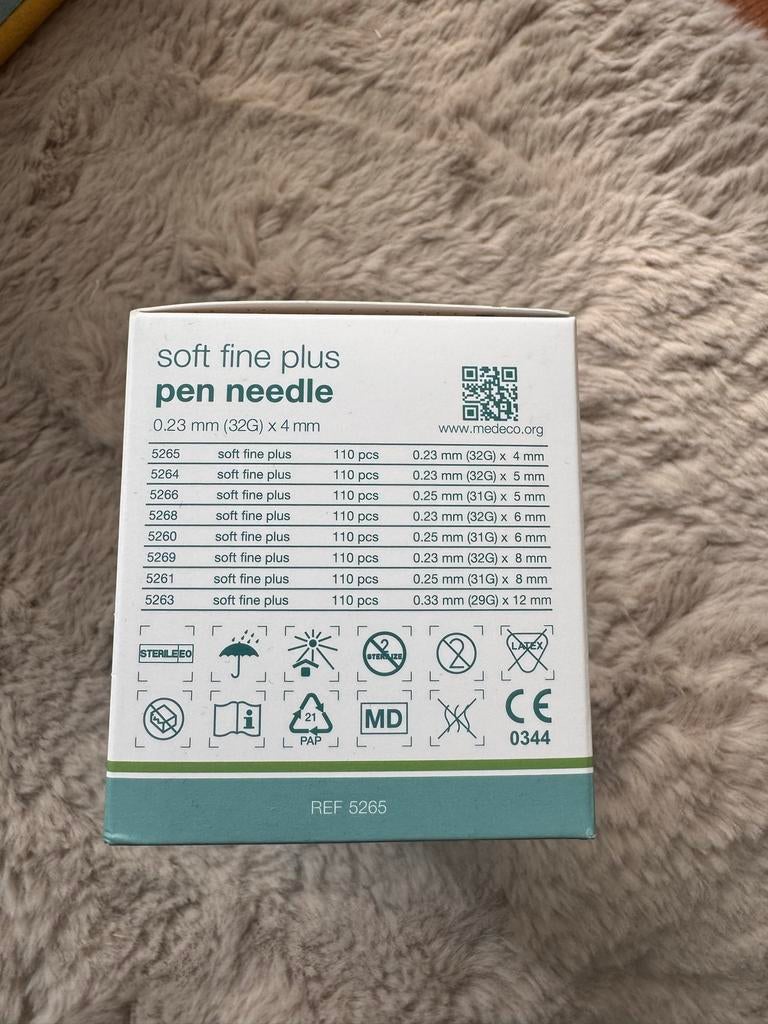 soft fine plus
pen needle
0.23 mm (32G) x 4 mm
www.medeco.org
5265 soft fine plus 110 pcs 0.23 mm (32G) x 4 mm
5264 soft fine plus 110 pcs 0.23 mm (32G) x 5 mm
5266 soft fine plus 110 pcs 0.25 mm (31G) x 5 mm
5268 soft fine plus 110 pcs 0.23 mm (32G) x 6 mm
5260 soft fine plus 110 pcs 0.25 mm (31G) x 6 mm
5269 soft fine plus 110 pcs 0.23 mm (32G) x 8 mm
5261 soft fine plus 110 pcs 0.25 mm (31G) x 8 mm
5263 soft fine plus 110 pcs 0.33 mm (29G) x 12 mm
STERILE EO
2
STERILIZE
2
LATEX
i
21
PAP
MD
CE
0344
REF 5265